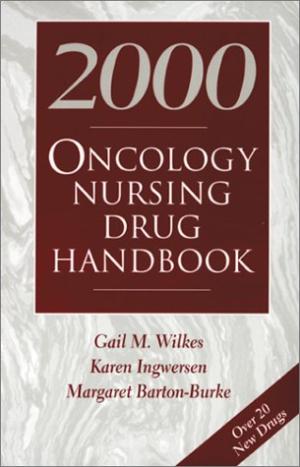 2000
ONCOLOGY
NURSING
DRUG
HANDBOOK
Gail M. Wilkes
Karen Ingwersen
Margaret Barton-Burke
Over 20
New Drugs